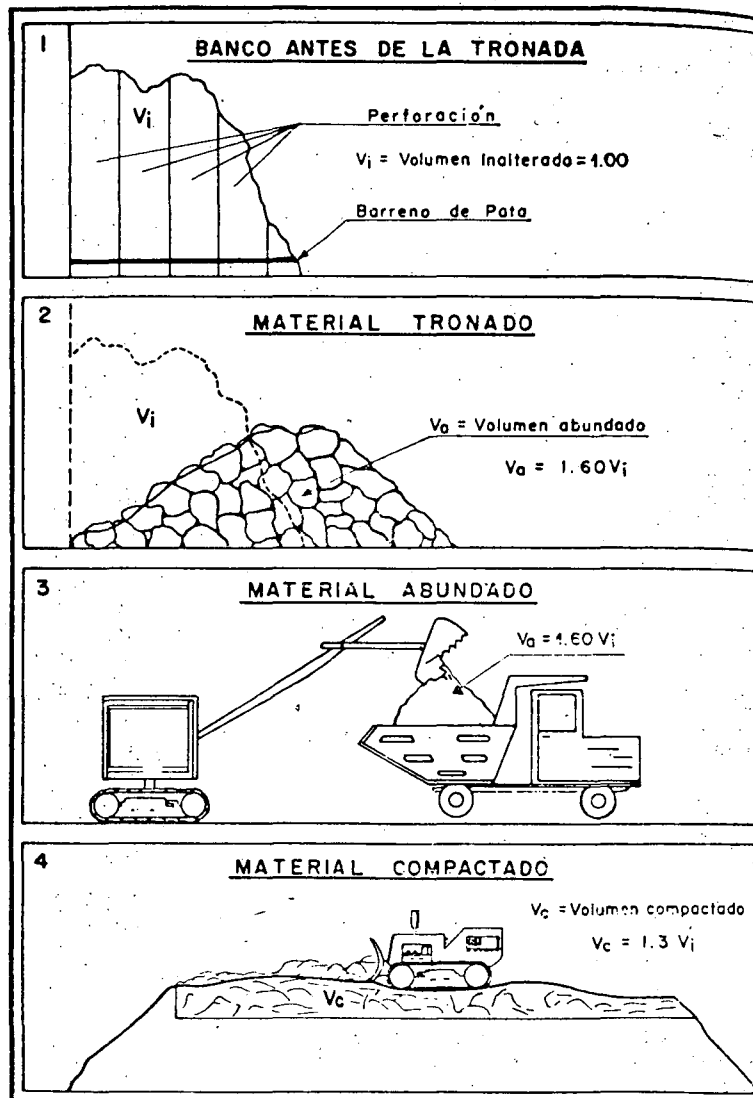 1
BANCO ANTES DE LA TRONADA
Vi
Perforación
Vi = Volumen Inalterada=1.00
Barreno de Pata
2
MATERIAL TRONADO
Vi
Va = Volumen abundado
Va = 1.60 Vi
3
MATERIAL ABUNDADO
Va=1.60 Vi
4
MATERIAL COMPACTADO
Vc = Volumen compactado
Vc = 1.3 Vi
Vc